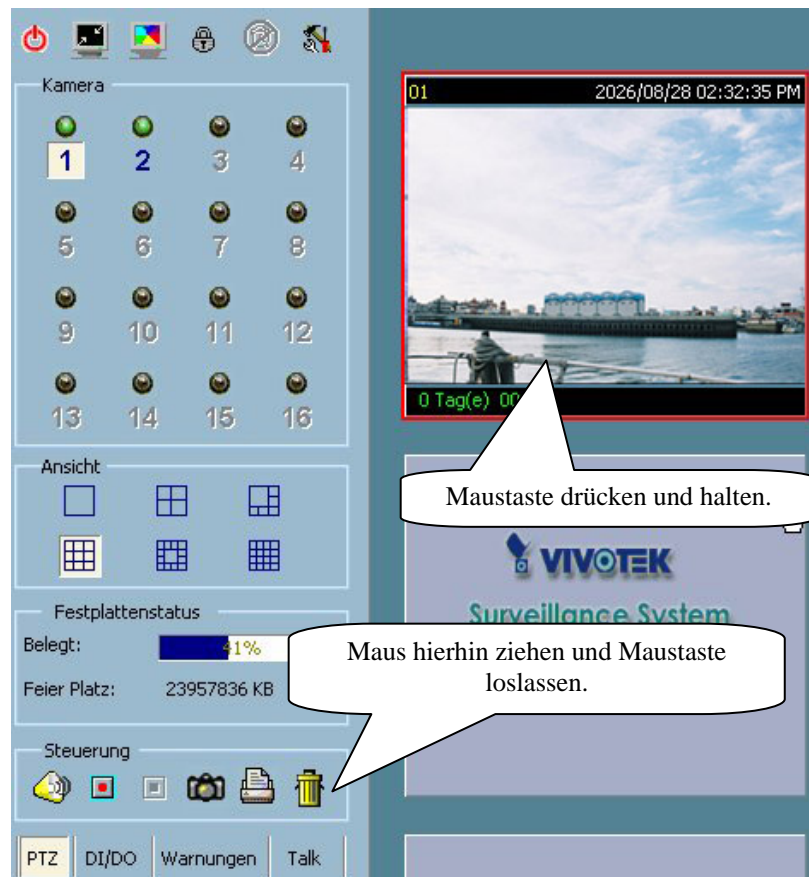 Kamera
1 2 3 4
5 6 7 8
9 10 11 12
13 14 15 16
Ansicht
Festplattenstatus
Belegt: 41%
Feier Platz: 23957836 KB
Steuerung
PTZ DI/DO Warnungen Talk
01 2026/08/28 02:32:35 PM
0 Tag(e) 00
Maustaste drücken und halten.
VIVOTEK
Surveillance System
Maus hierhin ziehen und Maustaste
loslassen.